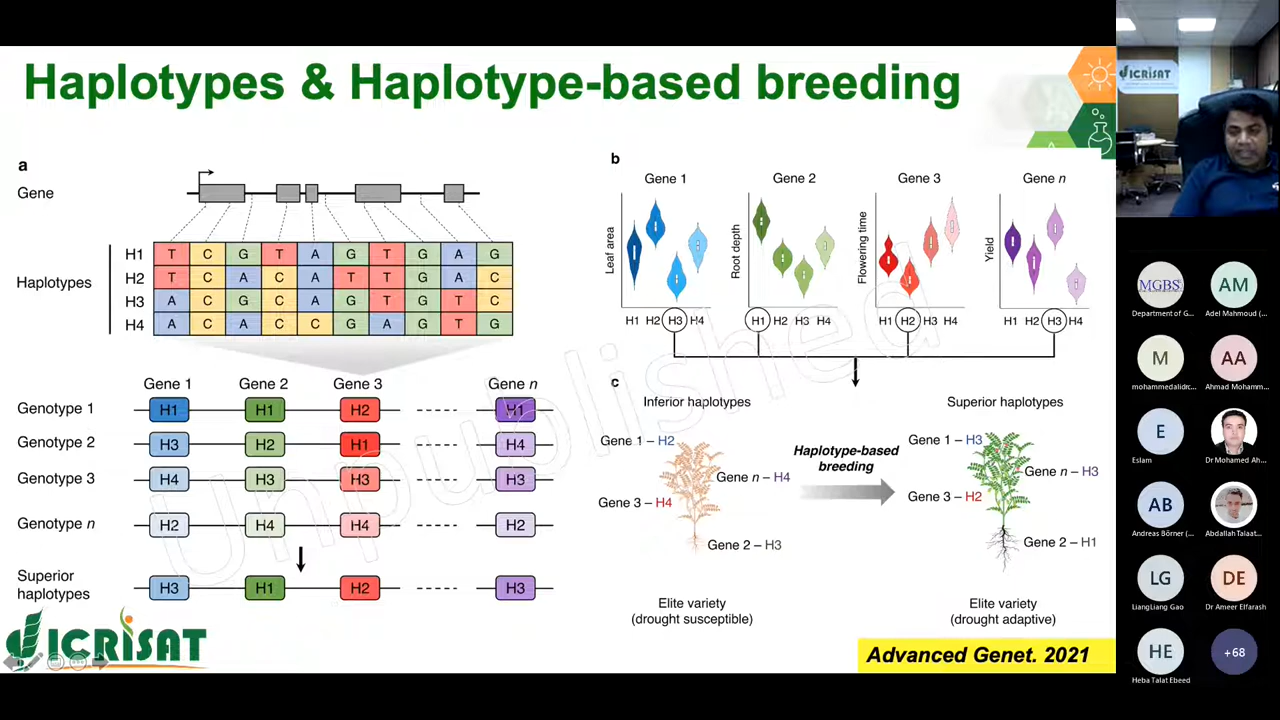 Haplotypes & Haplotype-based breeding
a
Gene
Haplotypes
H1 T C G T A G T G A G
H2 T C A C A T T G A C
H3 A C G C A G T G T C
H4 A C A C C G A G T G
Gene 1 Gene 2 Gene 3 Gene n
Genotype 1 H1 H1 H2 H1
Genotype 2 H3 H2 H1 H4
Genotype 3 H4 H3 H3 H3
Genotype n H2 H4 H4 H2
Superior
haplotypes H3 H1 H2 H3
ICRISAT
b
Gene 1 Gene 2 Gene 3 Gene n
Leaf area
Root depth
Flowering time
Yield
H1 H2 H3 H4 H1 H2 H3 H4 H1 H2 H3 H4 H1 H2 H3 H4
c
Inferior haplotypes
Superior haplotypes
Gene 1 – H2
Gene n – H4
Gene 3 – H4
Gene 2 – H3
Haplotype-based
breeding
Gene 1 – H3
Gene n – H3
Gene 3 – H2
Gene 2 – H1
Elite variety
(drought susceptible)
Elite variety
(drought adaptive)
Advanced Genet. 2021
Unpublished
ICRISAT
MGBS AM
Department of G... Adel Mahmoud (...
M AA
mohammedalidr... Ahmad Mohamm...
E
Eslam Dr Mohamed Ah...
AB
Andreas Börner (... Abdallah Talaat...
LG DE
LiangLiang Gao Dr Ameer Elfarash
HE +68
Heba Talat Ebeed